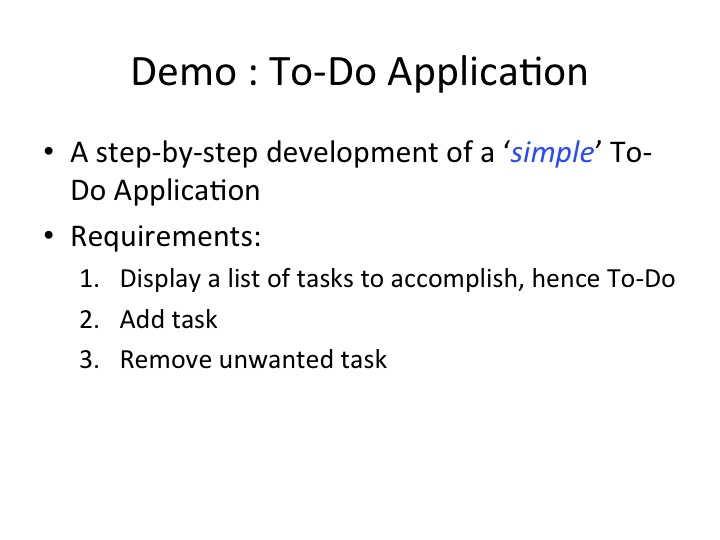 Demo : To-Do Application
• A step-by-step development of a ‘simple’ To-
Do Application
• Requirements:
1. Display a list of tasks to accomplish, hence To-Do
2. Add task
3. Remove unwanted task